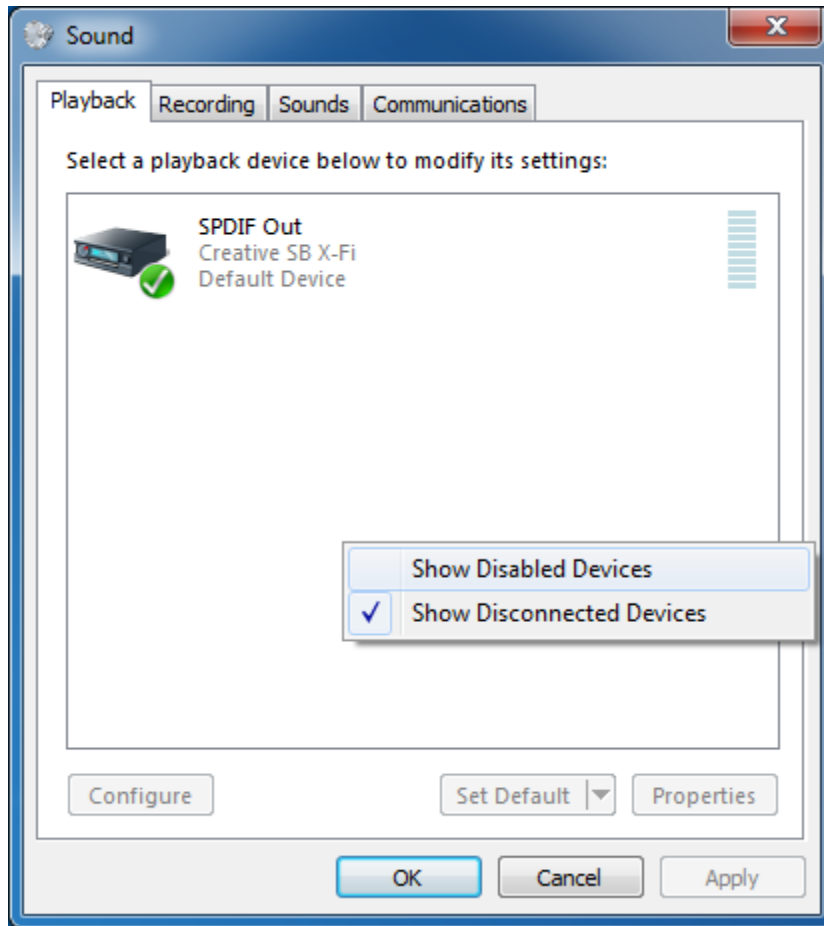 Sound
Playback Recording Sounds Communications
Select a playback device below to modify its settings:
SPDIF Out
Creative SB X-Fi
Default Device
Show Disabled Devices
Show Disconnected Devices
Configure Set Default Properties
OK Cancel Apply